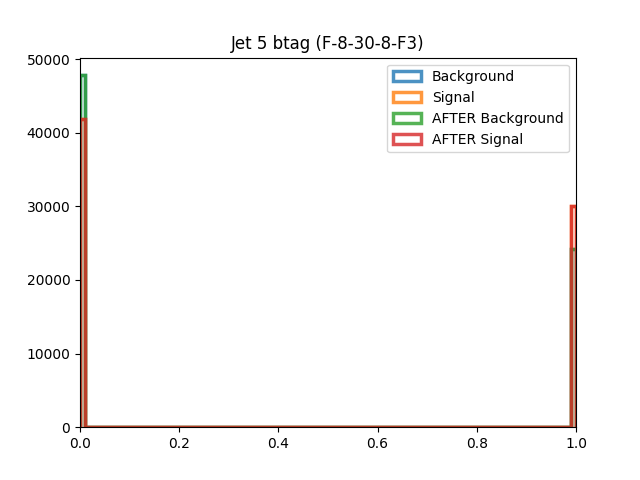 Jet 5 btag (F-8-30-8-F3)
50000
40000
30000
20000
10000
0
Background
Signal
AFTER Background
AFTER Signal
0.0 0.2 0.4 0.6 0.8 1.0